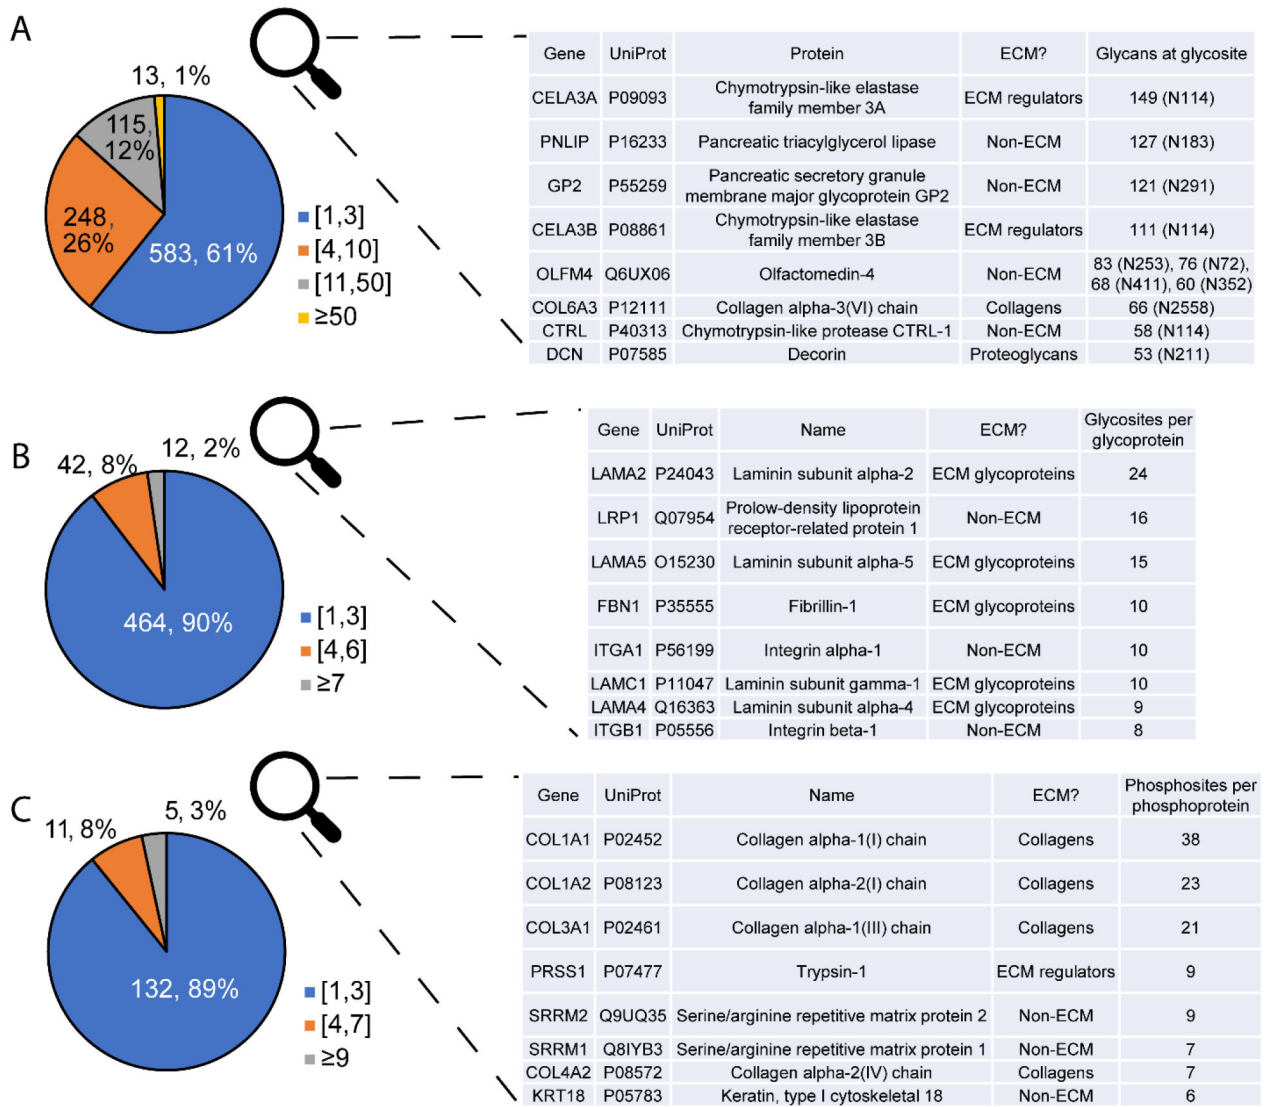 A
13, 1%
115,
12%
248,
26%
583, 61%
[1,3]
[4,10]
[11,50]
≥50
Gene UniProt Protein ECM? Glycans at glycosite
CELA3A P09093 Chymotrypsin-like elastase family member 3A ECM regulators 149 (N114)
PNLIP P16233 Pancreatic triacylglycerol lipase Non-ECM 127 (N183)
GP2 P55259 Pancreatic secretory granule membrane major glycoprotein GP2 Non-ECM 121 (N291)
CELA3B P08861 Chymotrypsin-like elastase family member 3B ECM regulators 111 (N114)
OLFM4 Q6UX06 Olfactomedin-4 Non-ECM 83 (N253), 76 (N72), 68 (N411), 60 (N352)
COL6A3 P12111 Collagen alpha-3(VI) chain Collagens 66 (N2558)
CTRL P40313 Chymotrypsin-like protease CTRL-1 Non-ECM 58 (N114)
DCN P07585 Decorin Proteoglycans 53 (N211)
B
42, 8%
12, 2%
464, 90%
[1,3]
[4,6]
≥7
Gene UniProt Name ECM? Glycosites per glycoprotein
LAMA2 P24043 Laminin subunit alpha-2 ECM glycoproteins 24
LRP1 Q07954 Prolow-density lipoprotein receptor-related protein 1 Non-ECM 16
LAMA5 O15230 Laminin subunit alpha-5 ECM glycoproteins 15
FBN1 P35555 Fibrillin-1 ECM glycoproteins 10
ITGA1 P56199 Integrin alpha-1 Non-ECM 10
LAMC1 P11047 Laminin subunit gamma-1 ECM glycoproteins 10
LAMA4 Q16363 Laminin subunit alpha-4 ECM glycoproteins 9
ITGB1 P05556 Integrin beta-1 Non-ECM 8
C
11, 8%
5, 3%
132, 89%
[1,3]
[4,7]
≥9
Gene UniProt Name ECM? Phosphosites per phosphoprotein
COL1A1 P02452 Collagen alpha-1(I) chain Collagens 38
COL1A2 P08123 Collagen alpha-2(I) chain Collagens 23
COL3A1 P02461 Collagen alpha-1(III) chain Collagens 21
PRSS1 P07477 Trypsin-1 ECM regulators 9
SRRM2 Q9UQ35 Serine/arginine repetitive matrix protein 2 Non-ECM 9
SRRM1 Q8IYB3 Serine/arginine repetitive matrix protein 1 Non-ECM 7
COL4A2 P08572 Collagen alpha-2(IV) chain Collagens 7
KRT18 P05783 Keratin, type I cytoskeletal 18 Non-ECM 6